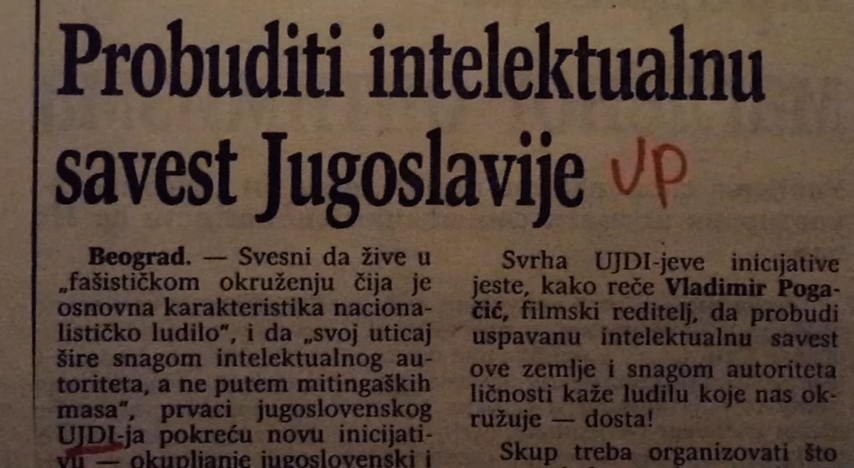 Probuditi intelektualnu
savest Jugoslavije VP
Beograd. — Svesni da žive u
„fašističkom okruženju čija je
osnovna karakteristika naciona-
lističko ludilo“, i da „svoj uticaj
šire snagom intelektualnog au-
toriteta, a ne putem mitingaških
masa“, prvaci jugoslovenskog
UJDI-ja pokreću novu inicijati-
vu — okupljanje jugoslovenski i
Svrha UJDI-jeve inicijative
jeste, kako reče Vladimir Poga-
čić, filmski reditelj, da probudi
uspavanu intelektualnu savest
ove zemlje i snagom autoriteta
ličnosti kaže ludilu koje nas ok-
ružuje — dosta!
Skup treba organizovati što